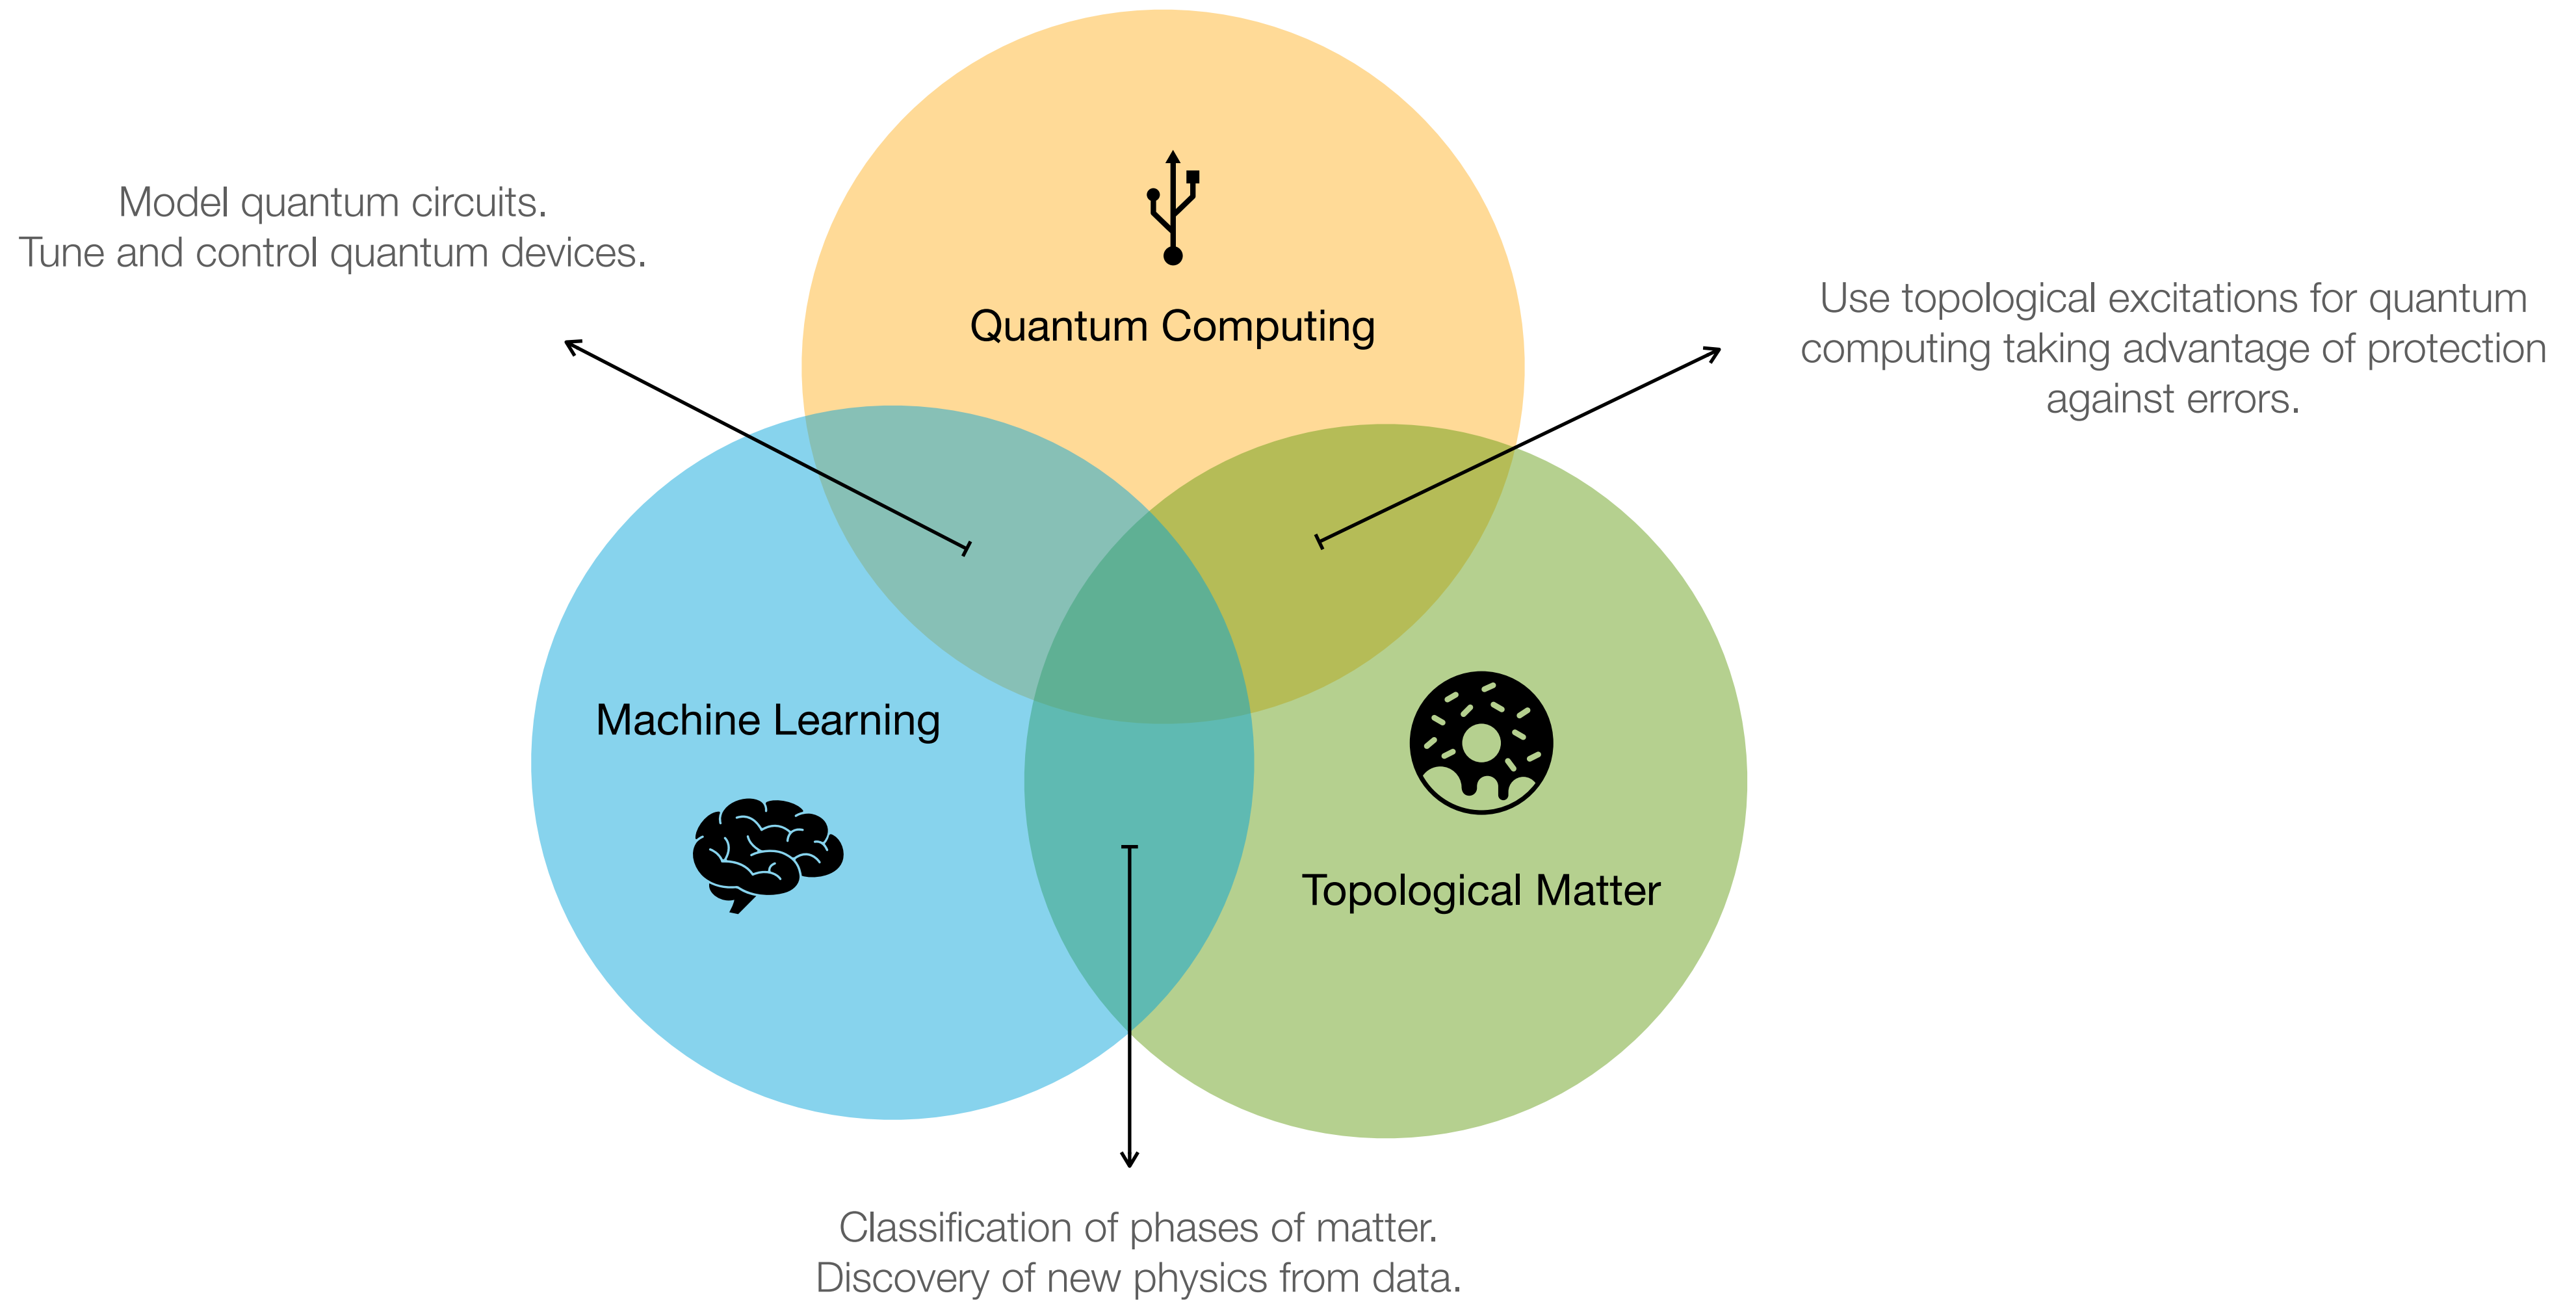 Model quantum circuits.
Tune and control quantum devices.
Quantum Computing
Use topological excitations for quantum
computing taking advantage of protection
against errors.
Machine Learning
Topological Matter
Classification of phases of matter.
Discovery of new physics from data.